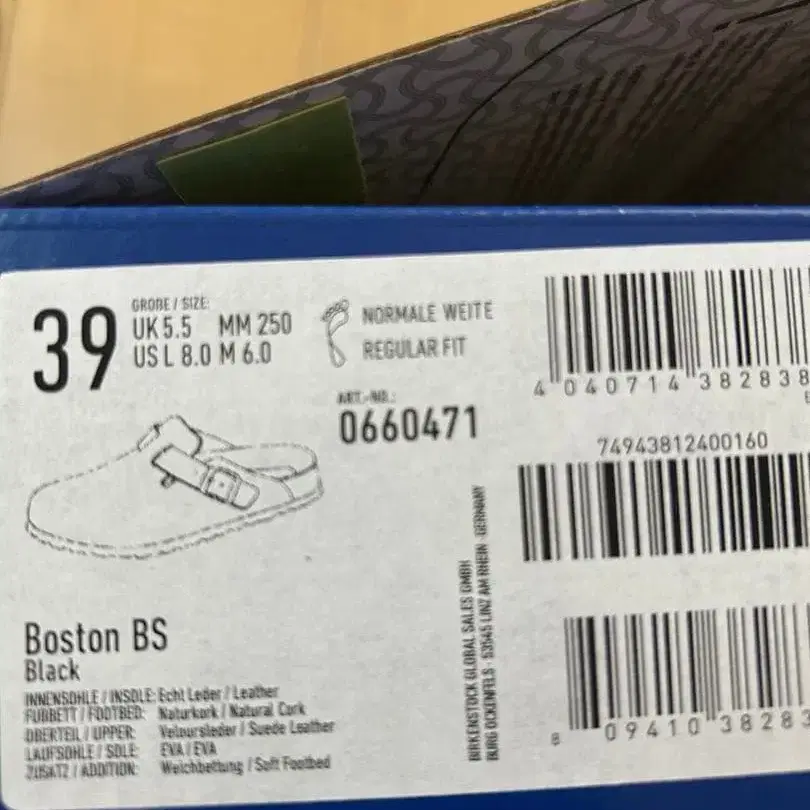 39
GRÖßE / SIZE:
UK 5.5 MM 250
US L 8.0 M 6.0
NORMALE WEITE
REGULAR FIT
ART.-NO.:
0660471
4 040714 382838
74943812400160
Boston BS
Black
INNENSOHLE / INSOLE: Echt Leder / Leather
FUßBETT / FOOTBED: Naturkork / Natural Cork
OBERTEIL / UPPER: Veloursleder / Suede Leather
LAUFSOHLE / SOLE: EVA / EVA
ZUSATZ / ADDITION: Weichbettung / Soft Footbed
BIRKENSTOCK GLOBAL SALES GMBH
BURG OCKENFELS · 53545 LINZ AM RHEIN · GERMANY
8 09410 38283